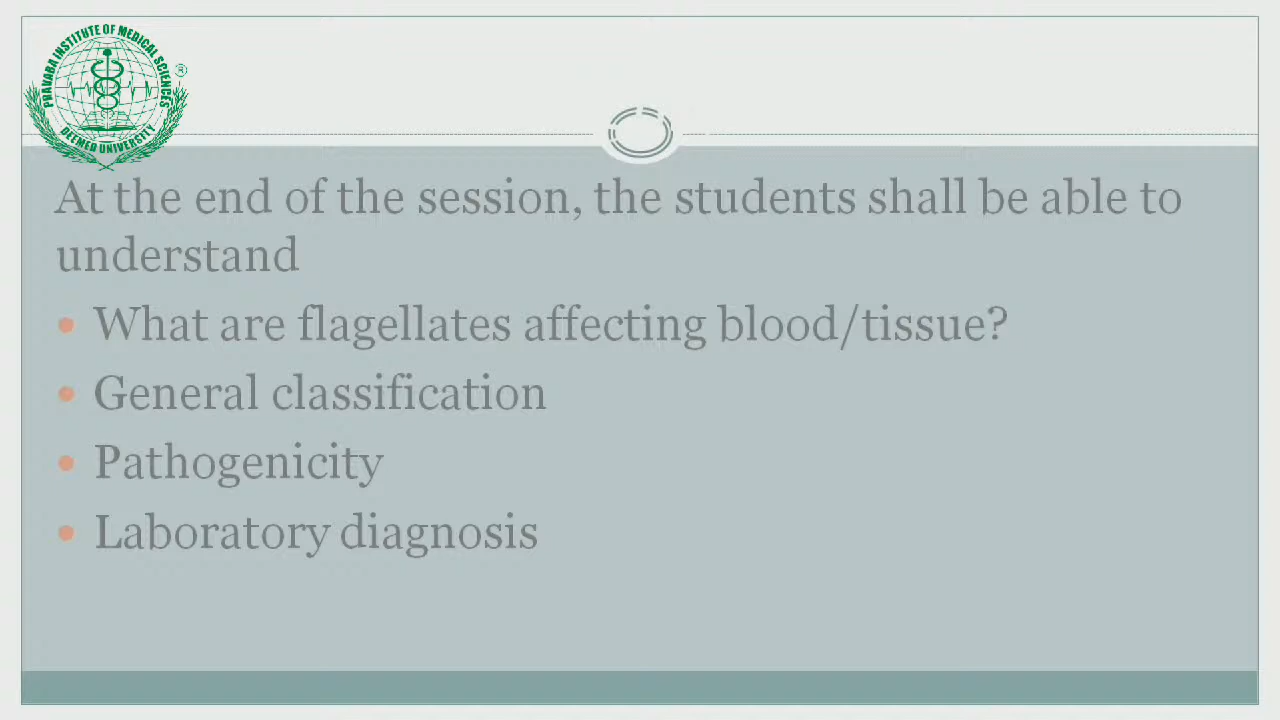 PRAVARA INSTITUTE OF MEDICAL SCIENCES
®
DEEMED UNIVERSITY
At the end of the session, the students shall be able to
understand
• What are flagellates affecting blood/tissue?
• General classification
• Pathogenicity
• Laboratory diagnosis